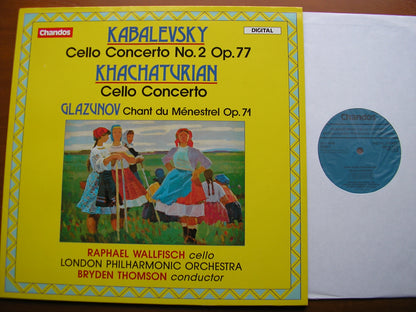 Chandos
DIGITAL
KABALEVSKY
Cello Concerto No.2 Op.77
KHACHATURIAN
Cello Concerto
GLAZUNOV Chant du Ménestrel Op.71
RAPHAEL WALLFISCH cello
LONDON PHILHARMONIC ORCHESTRA
BRYDEN THOMSON conductor
Chandos